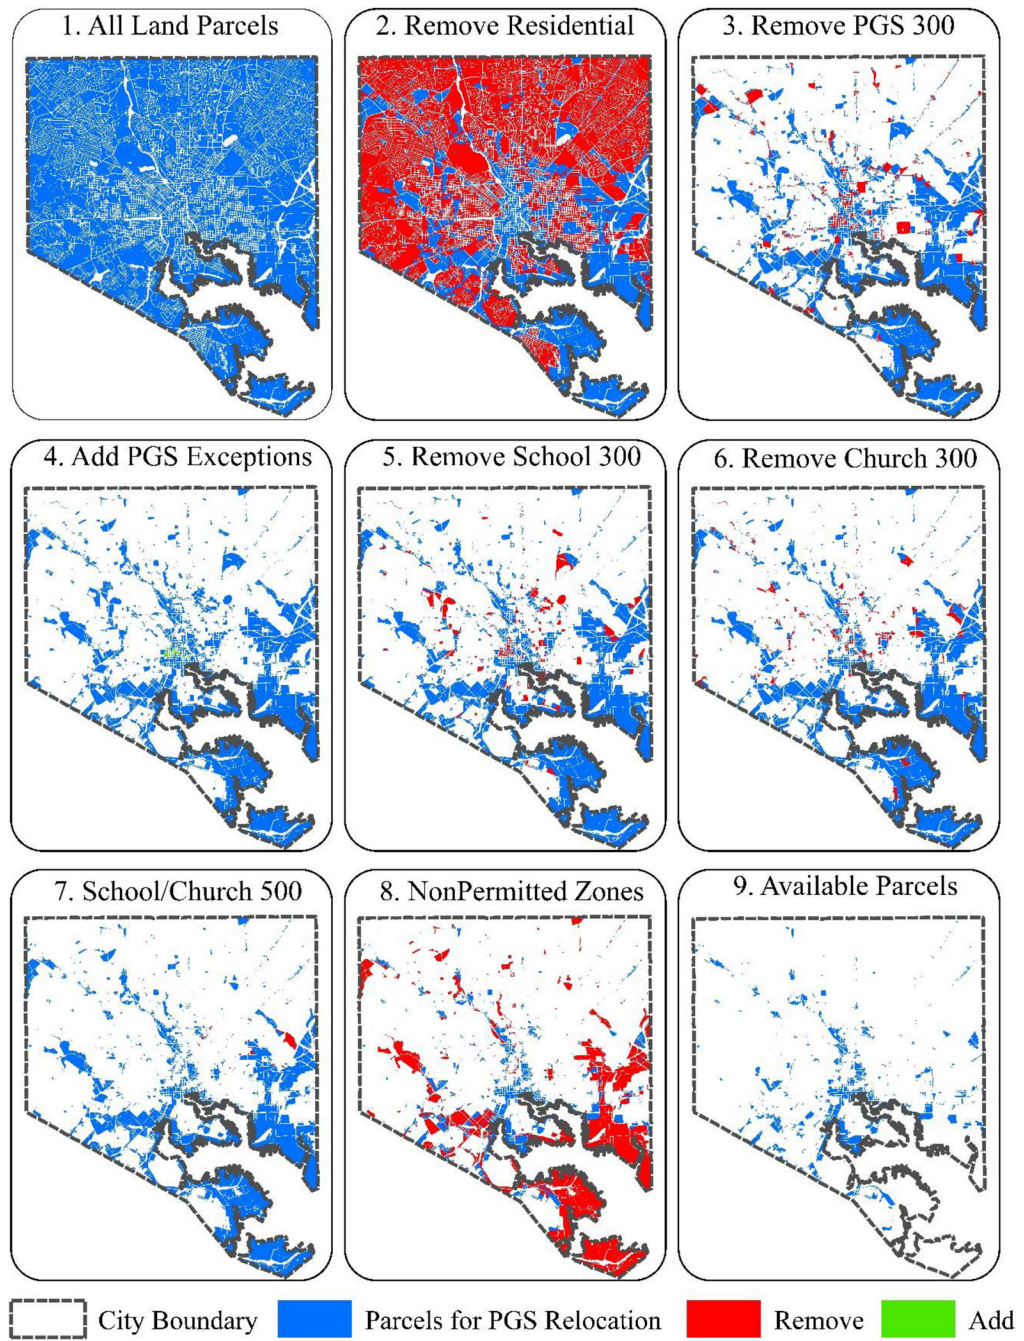 1. All Land Parcels
2. Remove Residential
3. Remove PGS 300
4. Add PGS Exceptions
5. Remove School 300
6. Remove Church 300
7. School/Church 500
8. NonPermitted Zones
9. Available Parcels
City Boundary
Parcels for PGS Relocation
Remove
Add